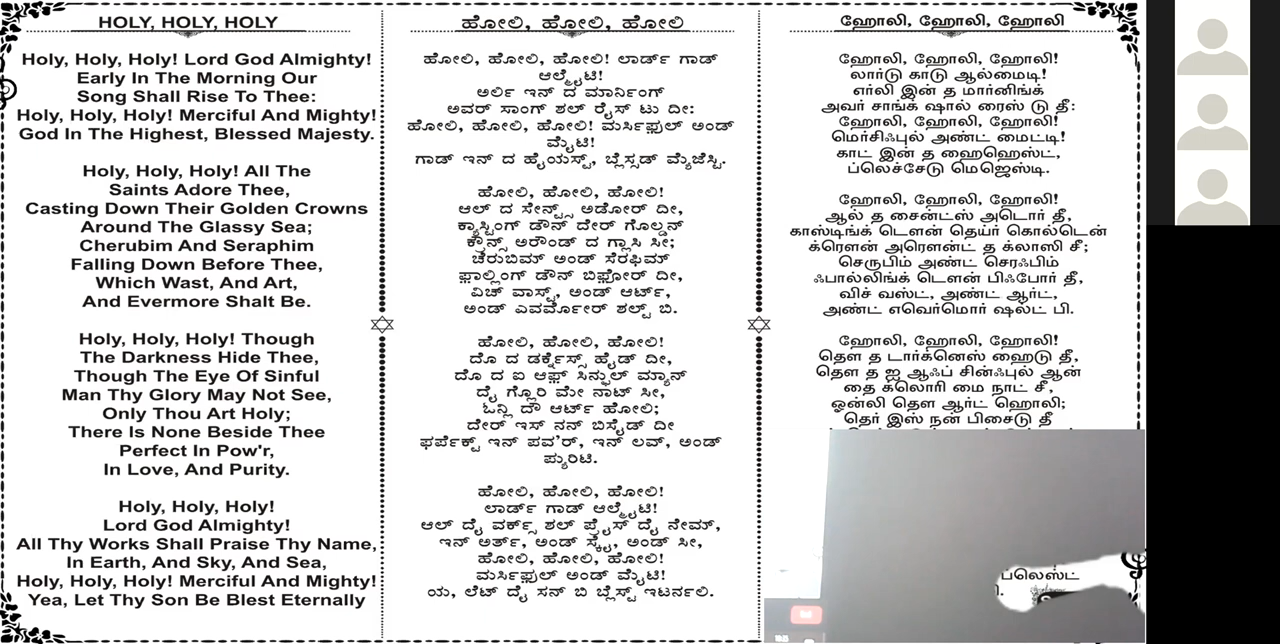 HOLY, HOLY, HOLY
Holy, Holy, Holy! Lord God Almighty!
Early In The Morning Our
Song Shall Rise To Thee:
Holy, Holy, Holy! Merciful And Mighty!
God In The Highest, Blessed Majesty.
Holy, Holy, Holy! All The
Saints Adore Thee,
Casting Down Their Golden Crowns
Around The Glassy Sea;
Cherubim And Seraphim
Falling Down Before Thee,
Which Wast, And Art,
And Evermore Shalt Be.
Holy, Holy, Holy! Though
The Darkness Hide Thee,
Though The Eye Of Sinful
Man Thy Glory May Not See,
Only Thou Art Holy;
There Is None Beside Thee
Perfect In Pow'r,
In Love, And Purity.
Holy, Holy, Holy!
Lord God Almighty!
All Thy Works Shall Praise Thy Name,
In Earth, And Sky, And Sea,
Holy, Holy, Holy! Merciful And Mighty!
Yea, Let Thy Son Be Blest Eternally
ಹೋಲಿ, ಹೋಲಿ, ಹೋಲಿ
ಹೋಲಿ, ಹೋಲಿ, ಹೋಲಿ! ಲಾರ್ಡ್ ಗಾಡ್
ಆಲ್ಮೈಟಿ!
ಅರ್ಲಿ ಇನ್ ದ ಮಾರ್ನಿಂಗ್
ಅವರ್ ಸಾಂಗ್ ಶಲ್ ರೈಸ್ ಟು ದೀ:
ಹೋಲಿ, ಹೋಲಿ, ಹೋಲಿ! ಮರ್ಸಿಫುಲ್ ಅಂಡ್
ಮೈಟಿ!
ಗಾಡ್ ಇನ್ ದ ಹೈಯಸ್ಟ್, ಬ್ಲೆಸ್ಸಡ್ ಮ್ಯೆಜೆಸ್ಟಿ.
ಹೋಲಿ, ಹೋಲಿ, ಹೋಲಿ!
ಆಲ್ ದ ಸೇನ್ಟ್ಸ್ ಅಡೋರ್ ದೀ,
ಕ್ಯಾಸ್ಟಿಂಗ್ ಡೌನ್ ದೇರ್ ಗೊಲ್ಡನ್
ಕ್ರೌನ್ಸ್ ಅರೌಂಡ್ ದ ಗ್ಲಾಸಿ ಸೀ;
ಚೆರುಬಿಮ್ ಅಂಡ್ ಸೆರಫಿಮ್
ಫಾಲ್ಲಿಂಗ್ ಡೌನ್ ಬಿಫೋರ್ ದೀ,
ವಿಚ್ ವಾಸ್ಟ್, ಅಂಡ್ ಆರ್ಟ್,
ಅಂಡ್ ಎವರ್ಮೋರ್ ಶಲ್ಟ್ ಬಿ.
ಹೋಲಿ, ಹೋಲಿ, ಹೋಲಿ!
ದೊ ದ ಡರ್ಕ್ನೆಸ್ಸ್ ಹೈಡ್ ದೀ,
ದೊ ದ ಐ ಆಫ್ ಸಿನ್ಫುಲ್ ಮ್ಯಾನ್
ದೈ ಗ್ಲೊರಿ ಮೇ ನಾಟ್ ಸೀ,
ಓನ್ಲಿ ದೌ ಆರ್ಟ್ ಹೋಲಿ;
ದೇರ್ ಇಸ್ ನನ್ ಬಿಸೈಡ್ ದೀ
ಫರ್ಪೆಕ್ಟ್ ಇನ್ ಪವ'ರ್, ಇನ್ ಲವ್, ಅಂಡ್
ಪ್ಯುರಿಟಿ.
ಹೋಲಿ, ಹೋಲಿ, ಹೋಲಿ!
ಲಾರ್ಡ್ ಗಾಡ್ ಆಲ್ಮೈಟಿ!
ಆಲ್ ದೈ ವರ್ಕ್ಸ್ ಶಲ್ ಪ್ರೈಸ್ ದೈ ನೇಮ್,
ಇನ್ ಅರ್ತ್, ಅಂಡ್ ಸ್ಕೈ, ಅಂಡ್ ಸೀ,
ಹೋಲಿ, ಹೋಲಿ, ಹೋಲಿ!
ಮರ್ಸಿಫುಲ್ ಅಂಡ್ ಮೈಟಿ!
ಯ, ಲೆಟ್ ದೈ ಸನ್ ಬಿ ಬ್ಲೆಸ್ಟ್ ಇಟರ್ನಲಿ.
ஹோலி, ஹோலி, ஹோலி
ஹோலி, ஹோலி, ஹோலி!
லார்டு காடு ஆல்மைடி!
எர்லி இன் த மார்னிங்க்
அவர் சாங்க் ஷால் ரைஸ் டு தீ:
ஹோலி, ஹோலி, ஹோலி!
மெர்சிஃபுல் அண்ட் மைட்டி!
காட் இன் த ஹைஹெஸ்ட்,
ப்லெச்சேடு மெஜெஸ்டி.
ஹோலி, ஹோலி, ஹோலி!
ஆல் த சைன்ட்ஸ் அடொர் தீ,
காஸ்டிங்க் டௌன் தெய்ர் கொல்டென்
க்ரௌன் அரௌண்ட் த க்லாஸி சீ;
செருபிம் அண்ட் செரஃபிம்
ஃபால்லிங்க் டௌன் பிஃபோர் தீ,
விச் வஸ்ட், அண்ட் ஆர்ட்,
அண்ட் எவெர்மொர் ஷல்ட் பி.
ஹோலி, ஹோலி, ஹோலி!
தௌ த டார்க்னெஸ் ஹைடு தீ,
தௌ த ஐ ஆஃப் சின்ஃபுல் ஆன்
தை க்லொரி மை நாட் சீ,
ஓன்லி தௌ ஆர்ட் ஹொலி;
தெர் இஸ் நன் பிசைடு தீ
ப்லெஸ்ட்